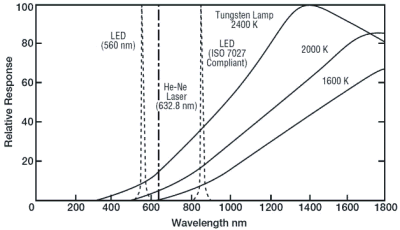 100
80
60
40
20
0
Relative Response
LED
(560 nm)
He-Ne
Laser
(632.8 nm)
Tungsten Lamp
2400 K
LED
(ISO 7027
Compliant)
2000 K
1600 K
0
200
400
600
800
1000
1200
1400
1600
1800
Wavelength nm